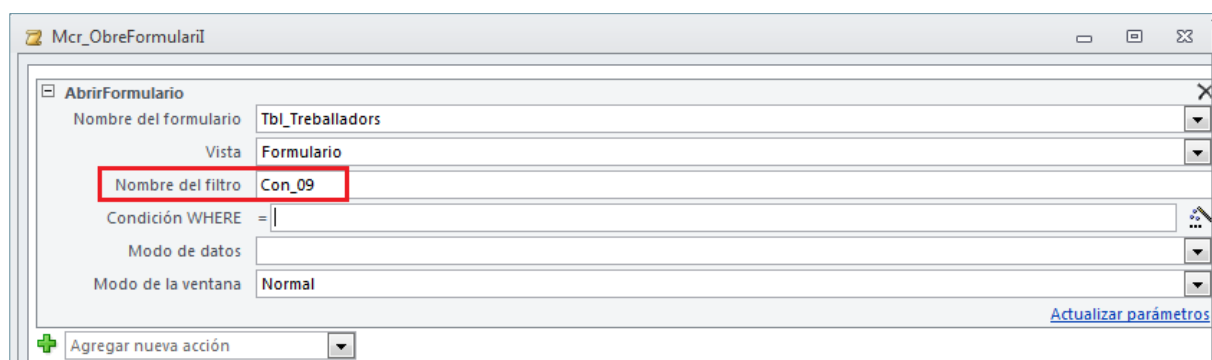 Mcr_ObreFormulariI
AbrirFormulario
Nombre del formulario Tbl_Treballadors
Vista Formulario
Nombre del filtro Con_09
Condición WHERE =
Modo de datos
Modo de la ventana Normal
Actualizar parámetros
Agregar nueva acción